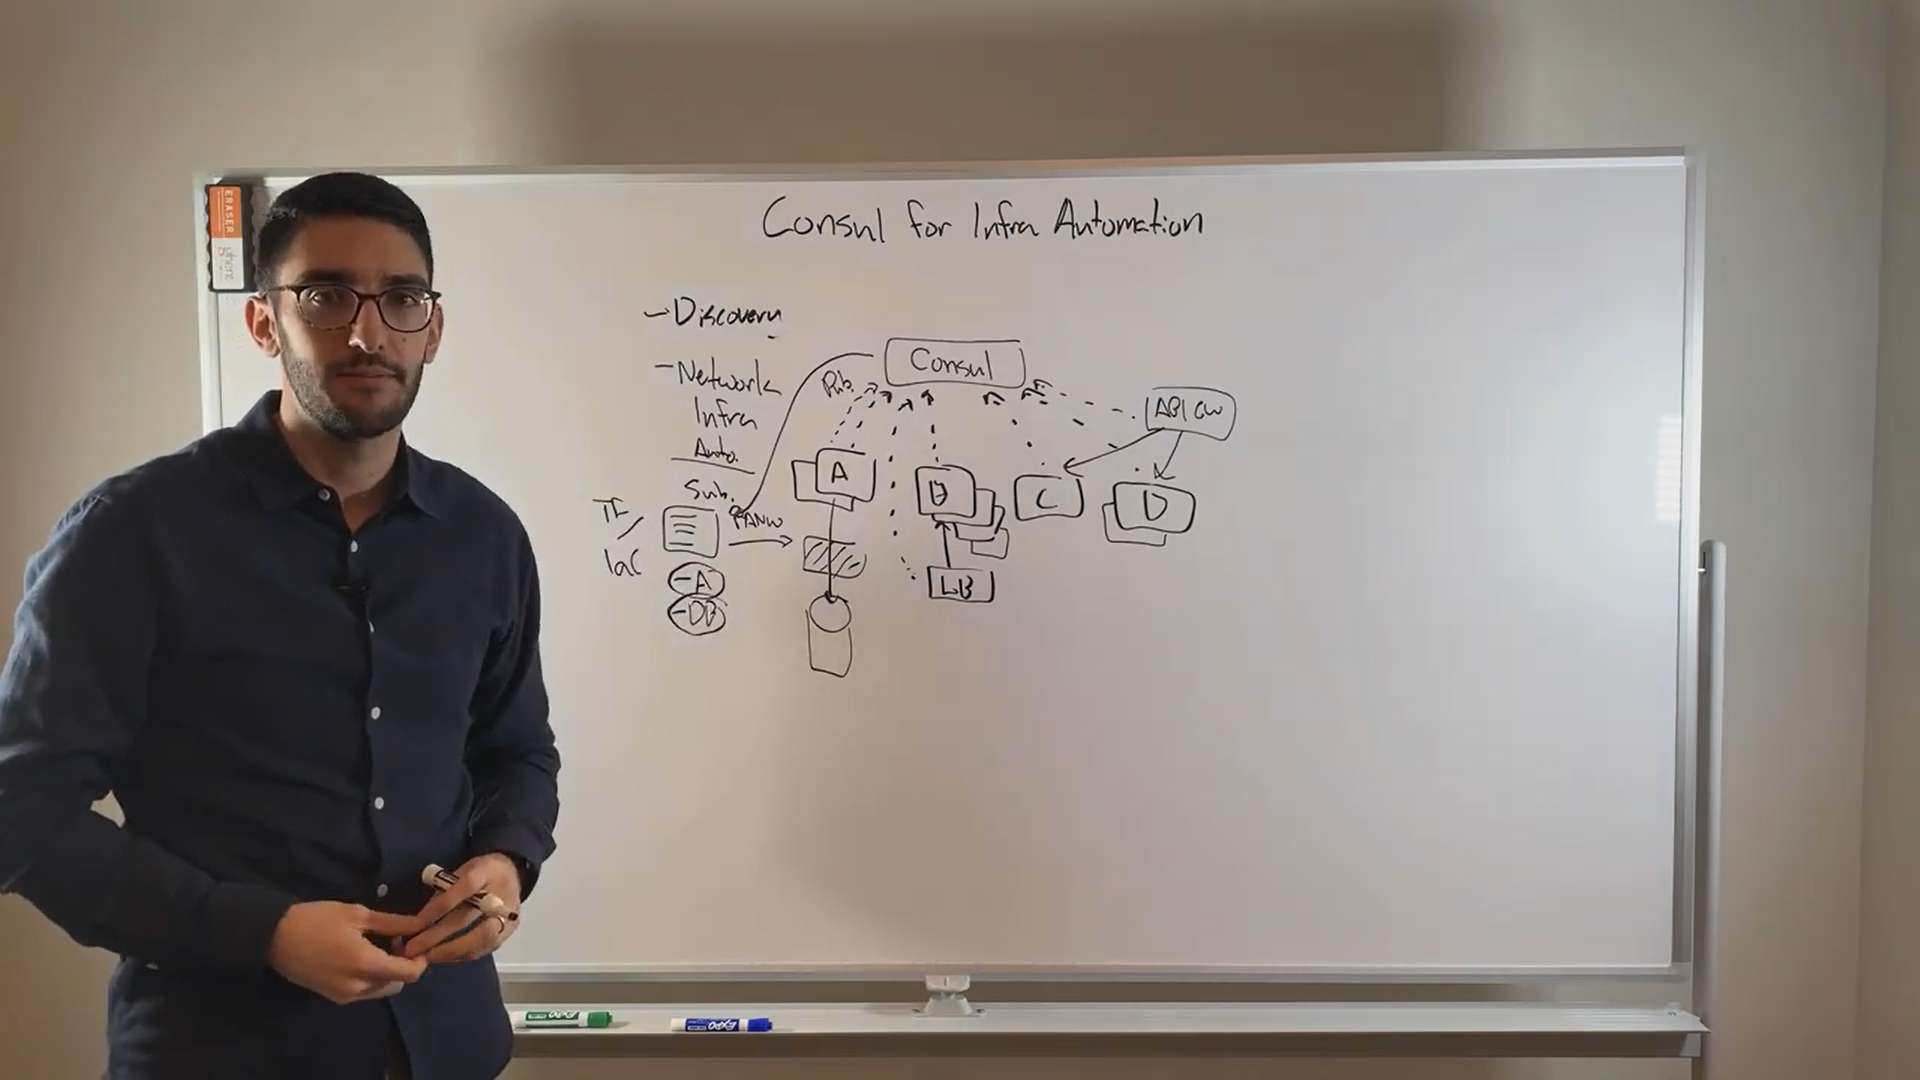 Consul for Infra Automation
ERASER
- Discovery
Consul
- Network
Infra
Auto.
Pub.
API GW
A
B
C
D
Sub.
TF/
IaC
PANW
- A
- DB
LB
EXPO
EXPO